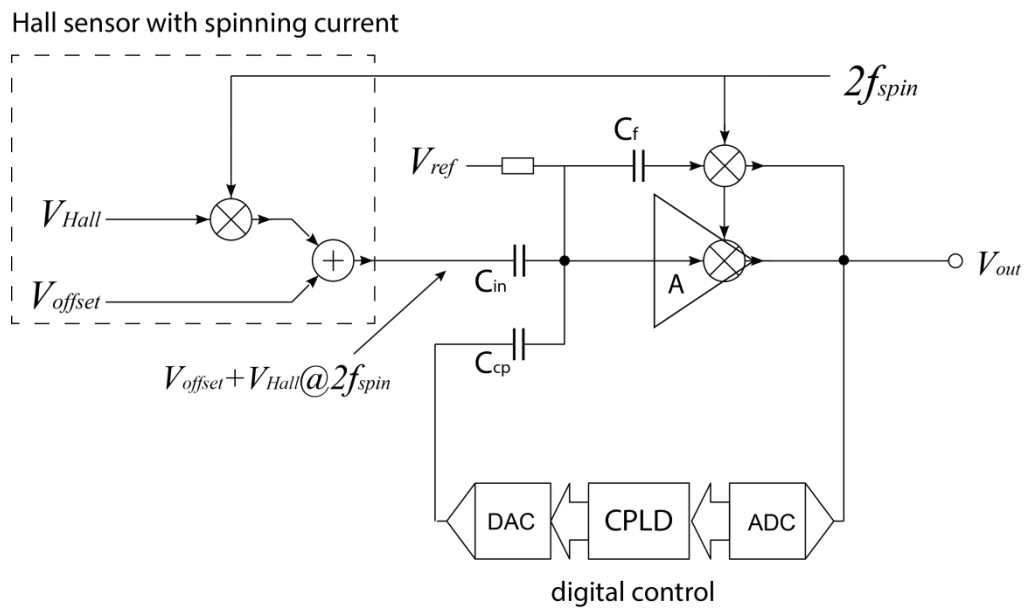 Hall sensor with spinning current
2fspin
Cf
Vref
VHall
+
Voffset
Cin
A
Vout
Ccp
Voffset+VHall@2fspin
DAC
CPLD
ADC
digital control